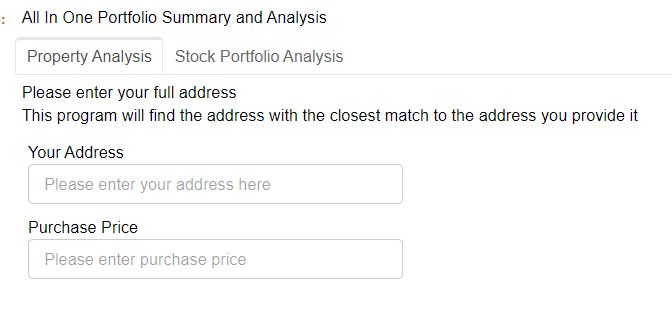 : All In One Portfolio Summary and Analysis
Property Analysis Stock Portfolio Analysis
Please enter your full address
This program will find the address with the closest match to the address you provide it
Your Address
Please enter your address here
Purchase Price
Please enter purchase price